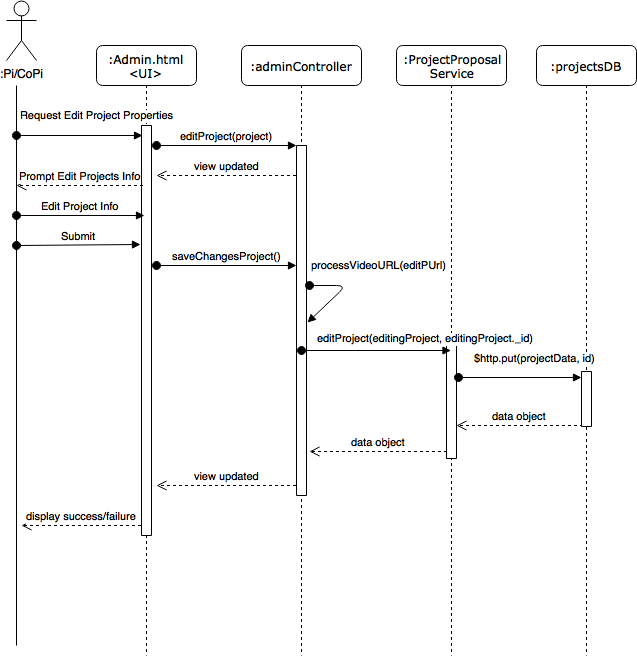 :Pi/CoPi
:Admin.html
<UI>
:adminController
:ProjectProposal
Service
:projectsDB
Request Edit Project Properties
editProject(project)
view updated
Prompt Edit Projects Info
Edit Project Info
Submit
saveChangesProject()
processVideoURL(editPUrl)
editProject(editingProject, editingProject._id)
$http.put(projectData, id)
data object
data object
view updated
display success/failure